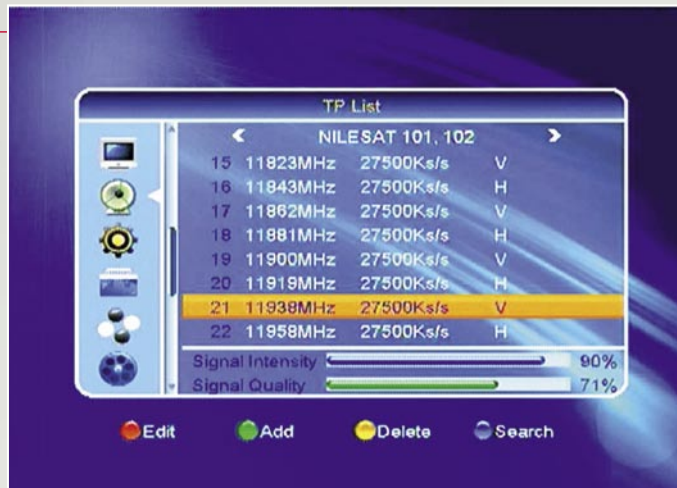 TP List
NILESAT 101, 102
15 11823MHz 27500Ks/s V
16 11843MHz 27500Ks/s H
17 11862MHz 27500Ks/s V
18 11881MHz 27500Ks/s H
19 11900MHz 27500Ks/s V
20 11919MHz 27500Ks/s H
21 11938MHz 27500Ks/s V
22 11958MHz 27500Ks/s H
Signal Intensity 90%
Signal Quality 71%
Edit Add Delete Search